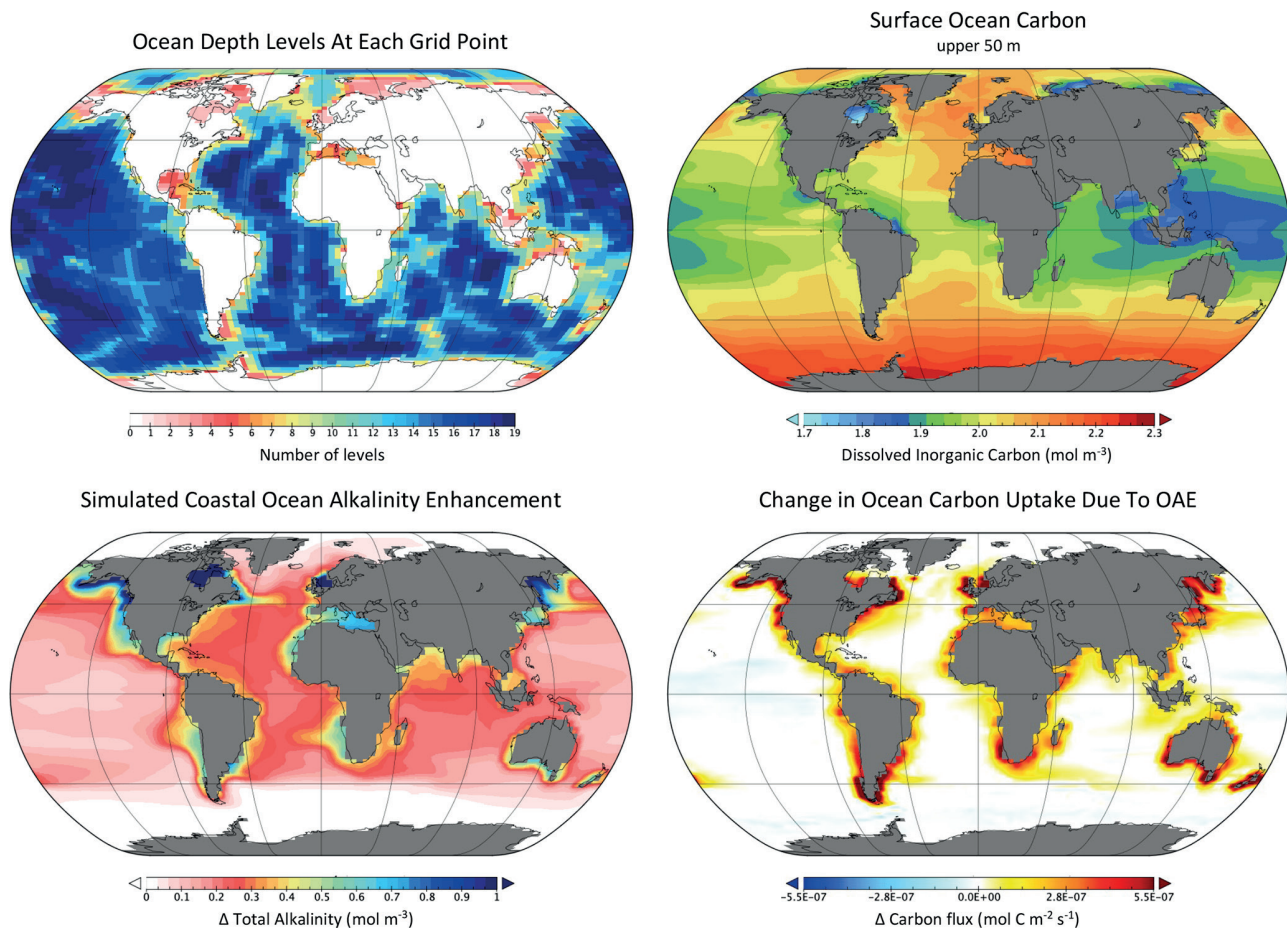 Ocean Depth Levels At Each Grid Point
0 1 2 3 4 5 6 7 8 9 10 11 12 13 14 15 16 17 18 19
Number of levels
Surface Ocean Carbon
upper 50 m
1.7 1.8 1.9 2.0 2.1 2.2 2.3
Dissolved Inorganic Carbon (mol m⁻³)
Simulated Coastal Ocean Alkalinity Enhancement
0 0.1 0.2 0.3 0.4 0.5 0.6 0.7 0.8 0.9 1
Δ Total Alkalinity (mol m⁻³)
Change in Ocean Carbon Uptake Due To OAE
−5.5E−07 −2.8E−07 0.0E+00 2.8E−07 5.5E−07
Δ Carbon flux (mol C m⁻² s⁻¹)